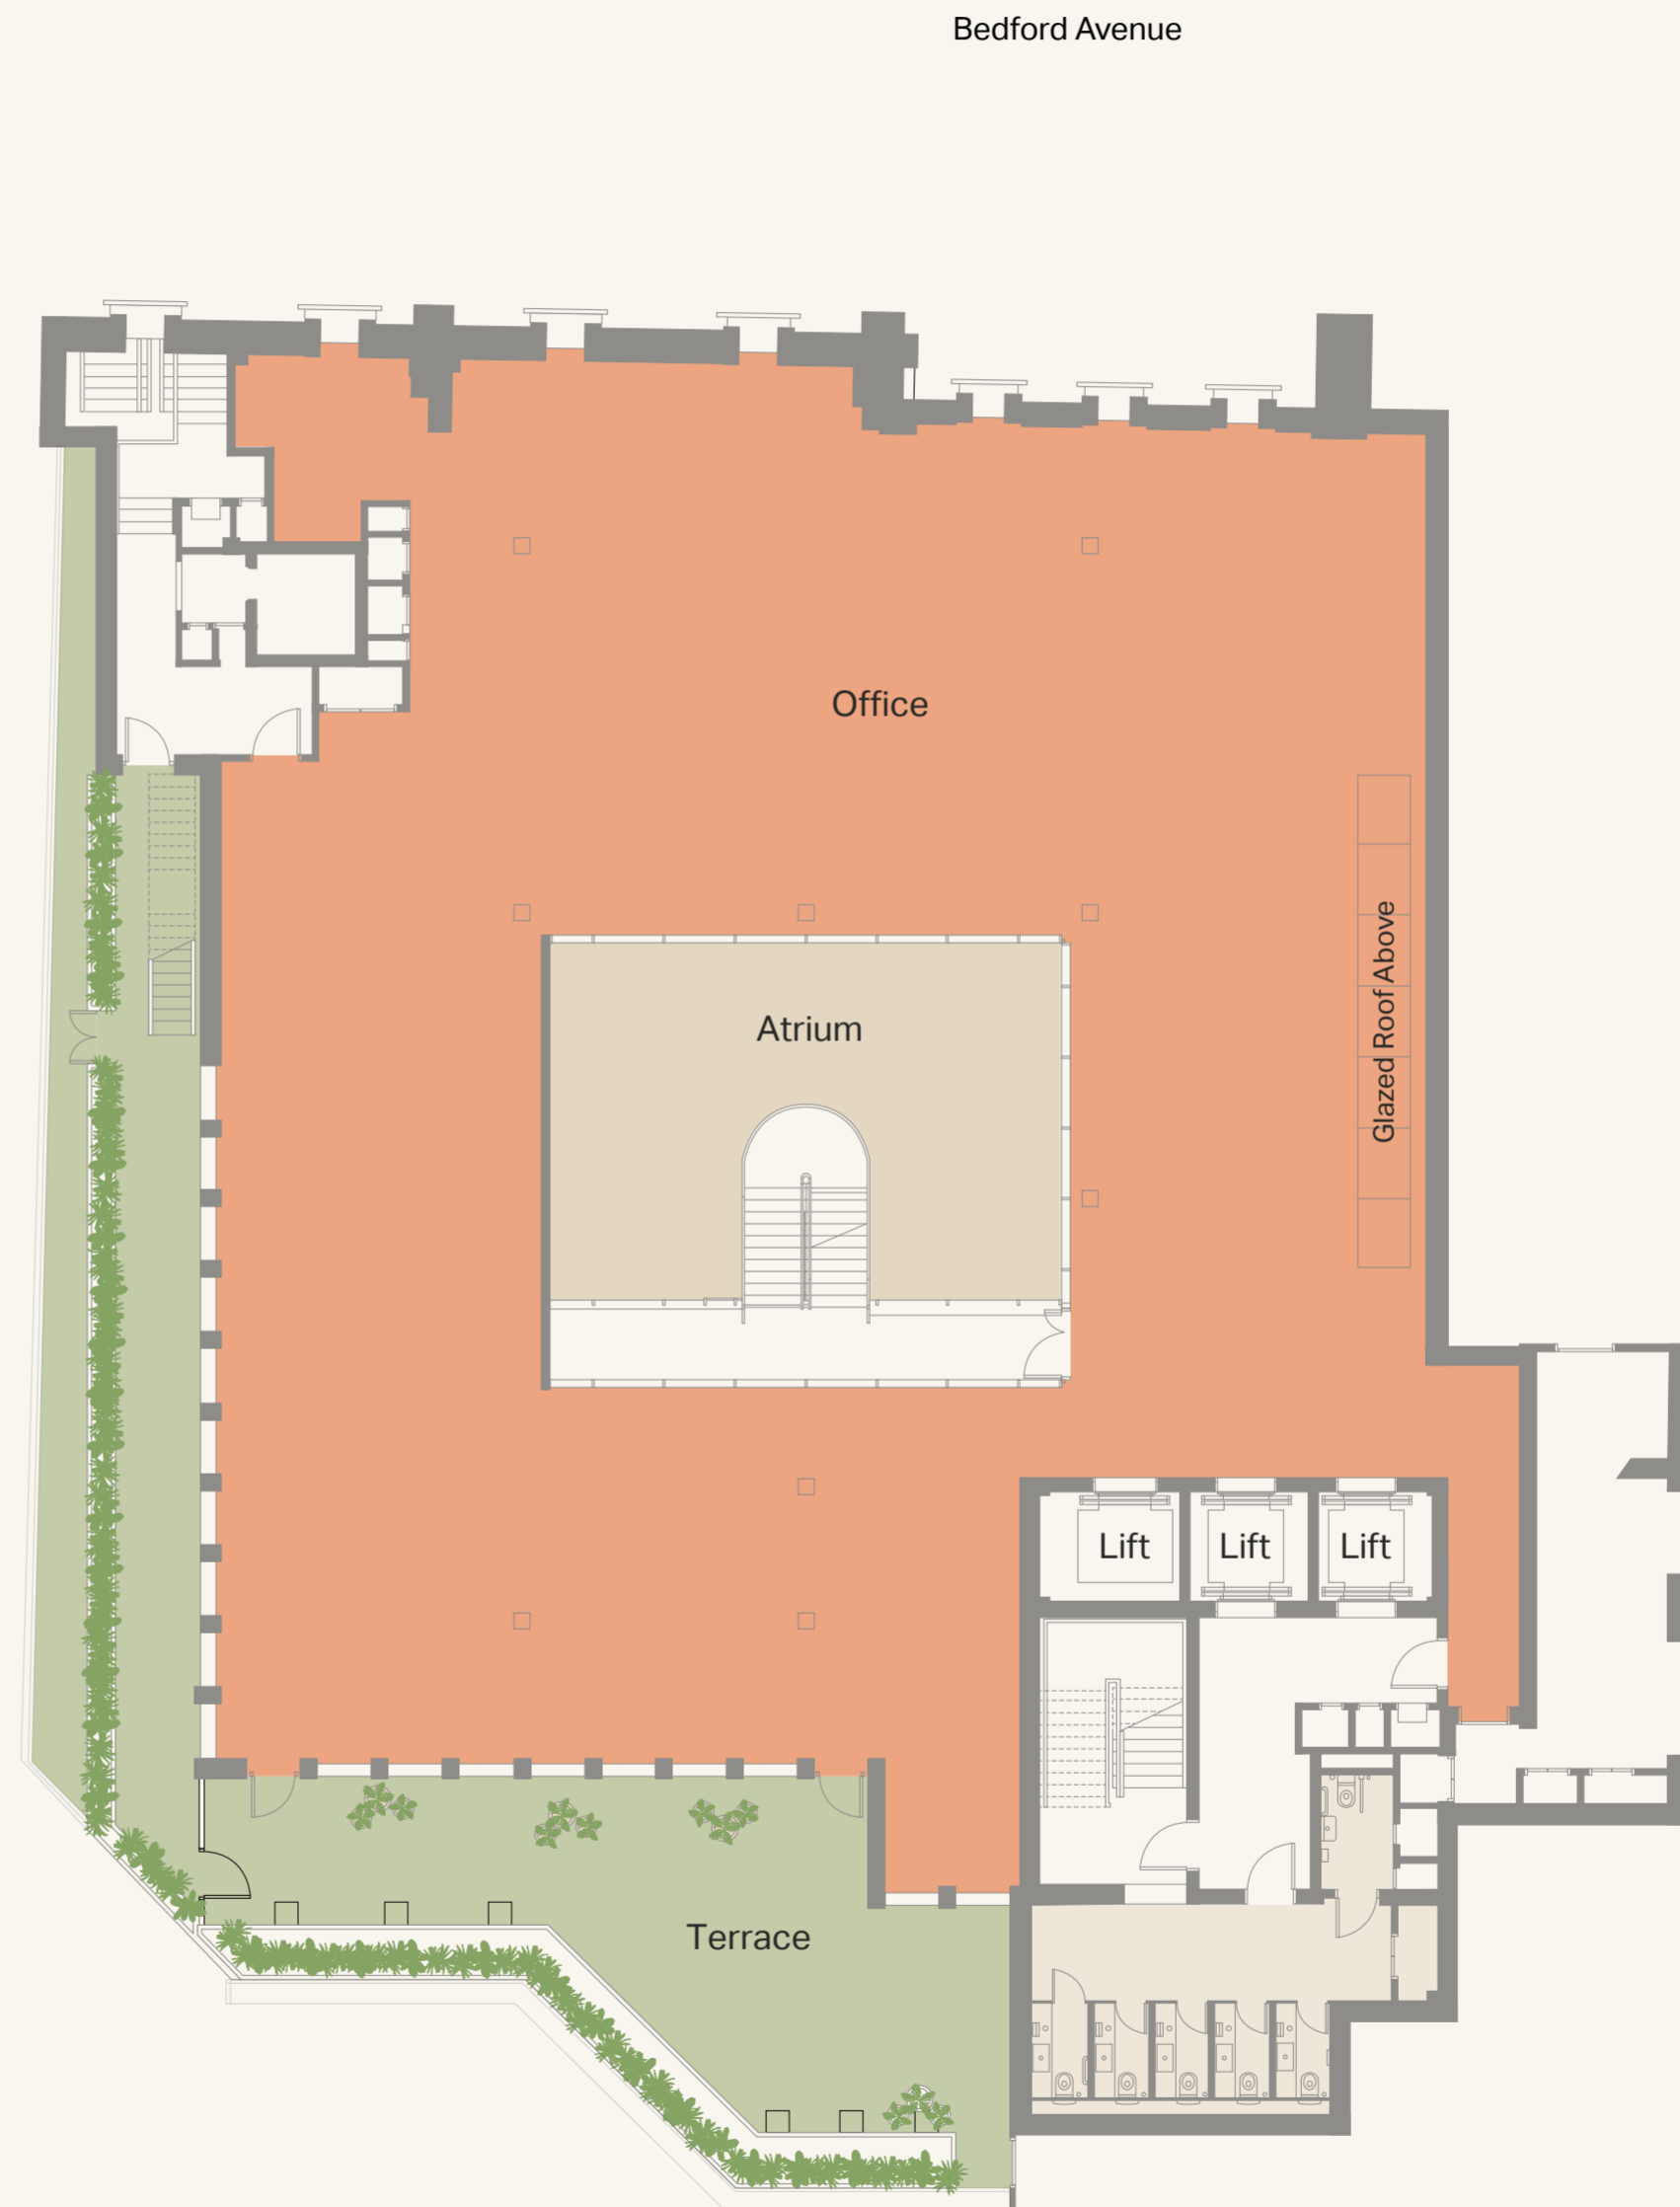 Bedford Avenue
Office
Glazed Roof Above
Atrium
Lift
Lift
Lift
Terrace